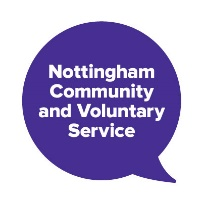 Nottingham
Community
and Voluntary
Service